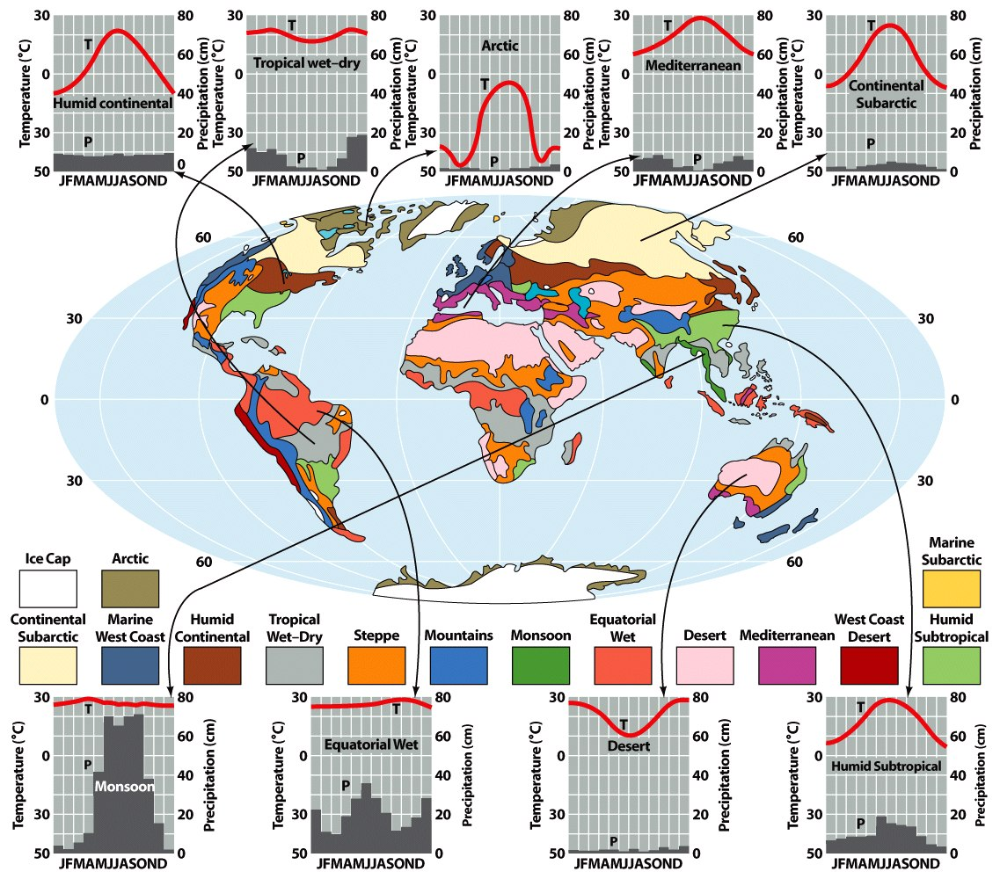 30
0
30
50
Temperature (°C)
T
Humid continental
P
80
60
40
20
0
Precipitation (cm)
JFMAMJJASOND
30
0
30
50
Temperature (°C)
T
Tropical wet–dry
P
80
60
40
20
0
Precipitation (cm)
JFMAMJJASOND
30
0
30
50
Temperature (°C)
Arctic
T
P
80
60
40
20
0
Precipitation (cm)
JFMAMJJASOND
30
0
30
50
Temperature (°C)
T
Mediterranean
P
80
60
40
20
0
Precipitation (cm)
JFMAMJJASOND
30
0
30
50
Temperature (°C)
T
Continental
Subarctic
P
80
60
40
20
0
Precipitation (cm)
JFMAMJJASOND
60
60
30
30
0
0
30
30
60
60
Ice Cap
Arctic
Marine
Subarctic
Continental
Subarctic
Marine
West Coast
Humid
Continental
Tropical
Wet–Dry
Steppe
Mountains
Monsoon
Equatorial
Wet
Desert
Mediterranean
West Coast
Desert
Humid
Subtropical
30
0
30
50
Temperature (°C)
T
P
Monsoon
80
60
40
20
0
Precipitation (cm)
JFMAMJJASOND
30
0
30
50
Temperature (°C)
T
Equatorial Wet
P
80
60
40
20
0
Precipitation (cm)
JFMAMJJASOND
30
0
30
50
Temperature (°C)
T
Desert
P
80
60
40
20
0
Precipitation (cm)
JFMAMJJASOND
30
0
30
50
Temperature (°C)
T
Humid Subtropical
P
80
60
40
20
0
Precipitation (cm)
JFMAMJJASOND